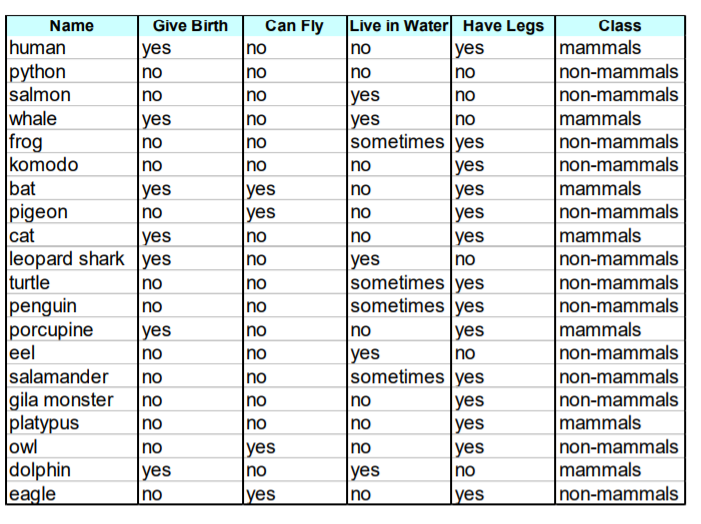 Name Give Birth Can Fly Live in Water Have Legs Class
human yes no no yes mammals
python no no no no non-mammals
salmon no no yes no non-mammals
whale yes no yes no mammals
frog no no sometimes yes non-mammals
komodo no no no yes non-mammals
bat yes yes no yes mammals
pigeon no yes no yes non-mammals
cat yes no no yes mammals
leopard shark yes no yes no non-mammals
turtle no no sometimes yes non-mammals
penguin no no sometimes yes non-mammals
porcupine yes no no yes mammals
eel no no yes no non-mammals
salamander no no sometimes yes non-mammals
gila monster no no no yes non-mammals
platypus no no no yes mammals
owl no yes no yes non-mammals
dolphin yes no yes no mammals
eagle no yes no yes non-mammals